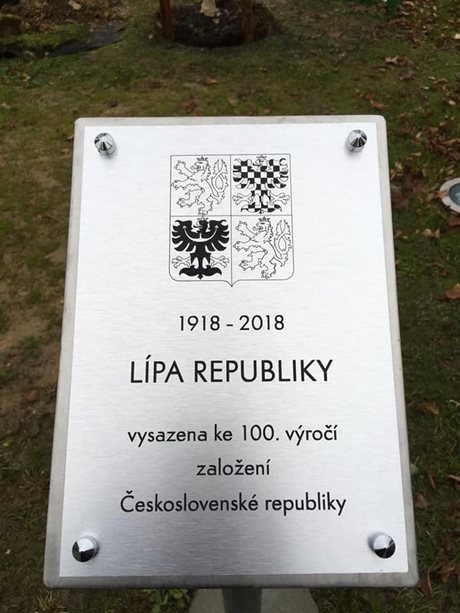 1918 - 2018
LÍPA REPUBLIKY
vysazena ke 100. výročí
založení
Československé republiky